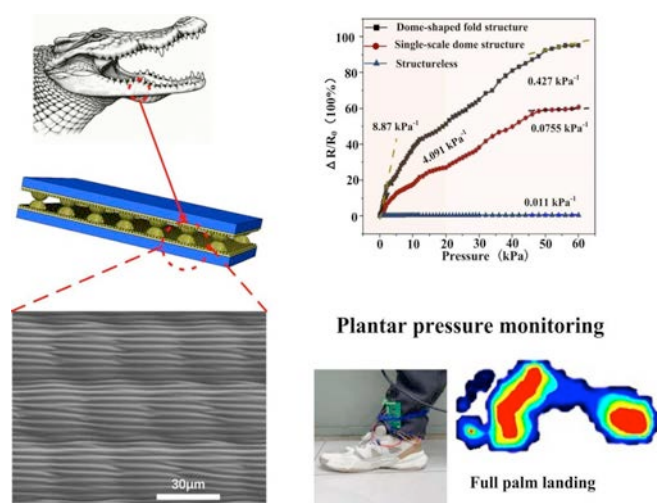 Dome-shaped fold structure
Single-scale dome structure
Structureless
100
80
60
40
20
0
ΔR/R₀ (100%)
8.87 kPa⁻¹
4.091 kPa⁻¹
0.427 kPa⁻¹
0.0755 kPa⁻¹
0.011 kPa⁻¹
0 10 20 30 40 50 60
Pressure (kPa)
30μm
Plantar pressure monitoring
Full palm landing